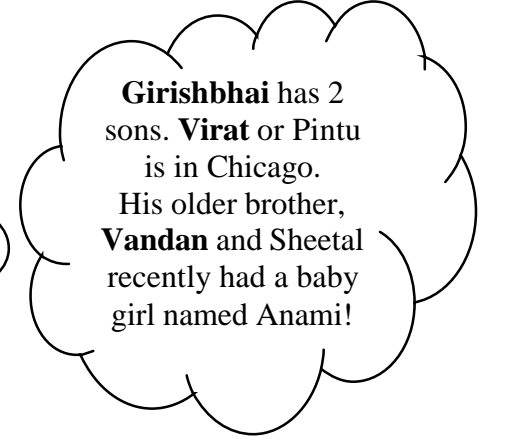 Girishbhai has 2
sons. Virat or Pintu
is in Chicago.
His older brother,
Vandan and Sheetal
recently had a baby
girl named Anami!